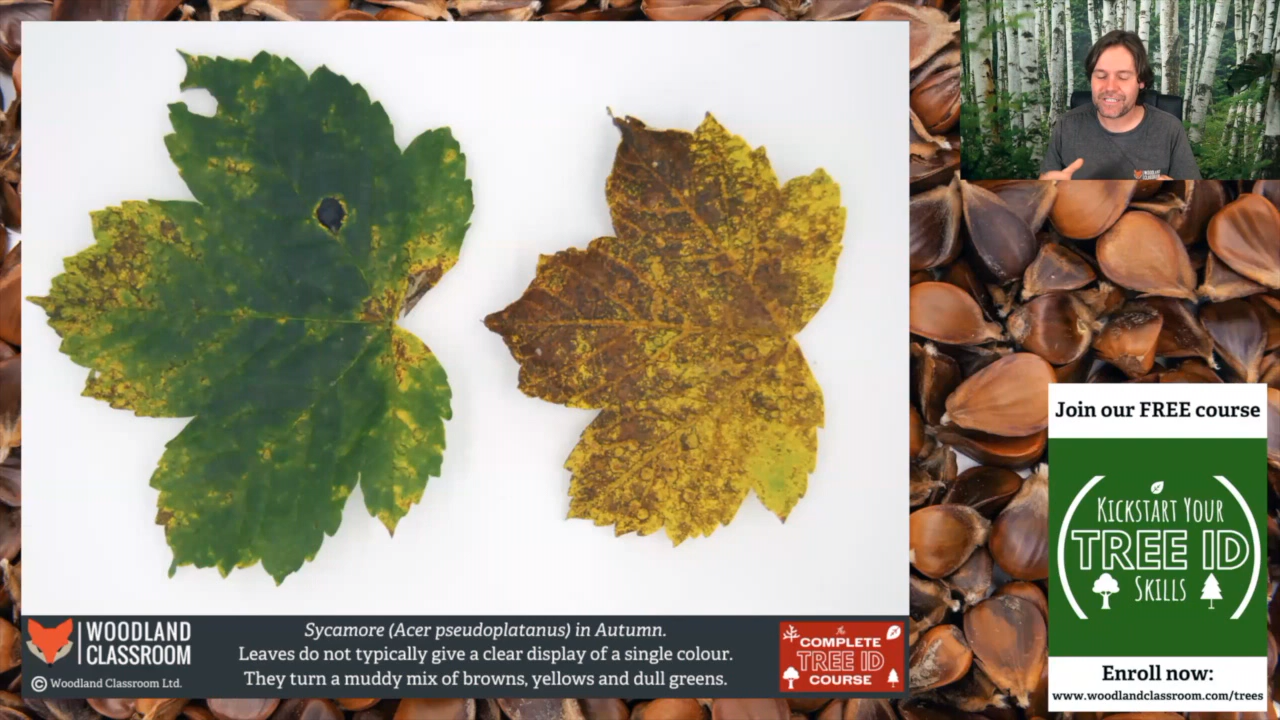 Sycamore (Acer pseudoplatanus) in Autumn.
Leaves do not typically give a clear display of a single colour.
They turn a muddy mix of browns, yellows and dull greens.
WOODLAND
CLASSROOM
© Woodland Classroom Ltd.
The
COMPLETE
TREE ID
COURSE
WOODLAND
CLASSROOM
Join our FREE course
KICKSTART YOUR
TREE ID
SKILLS
Enroll now:
www.woodlandclassroom.com/trees